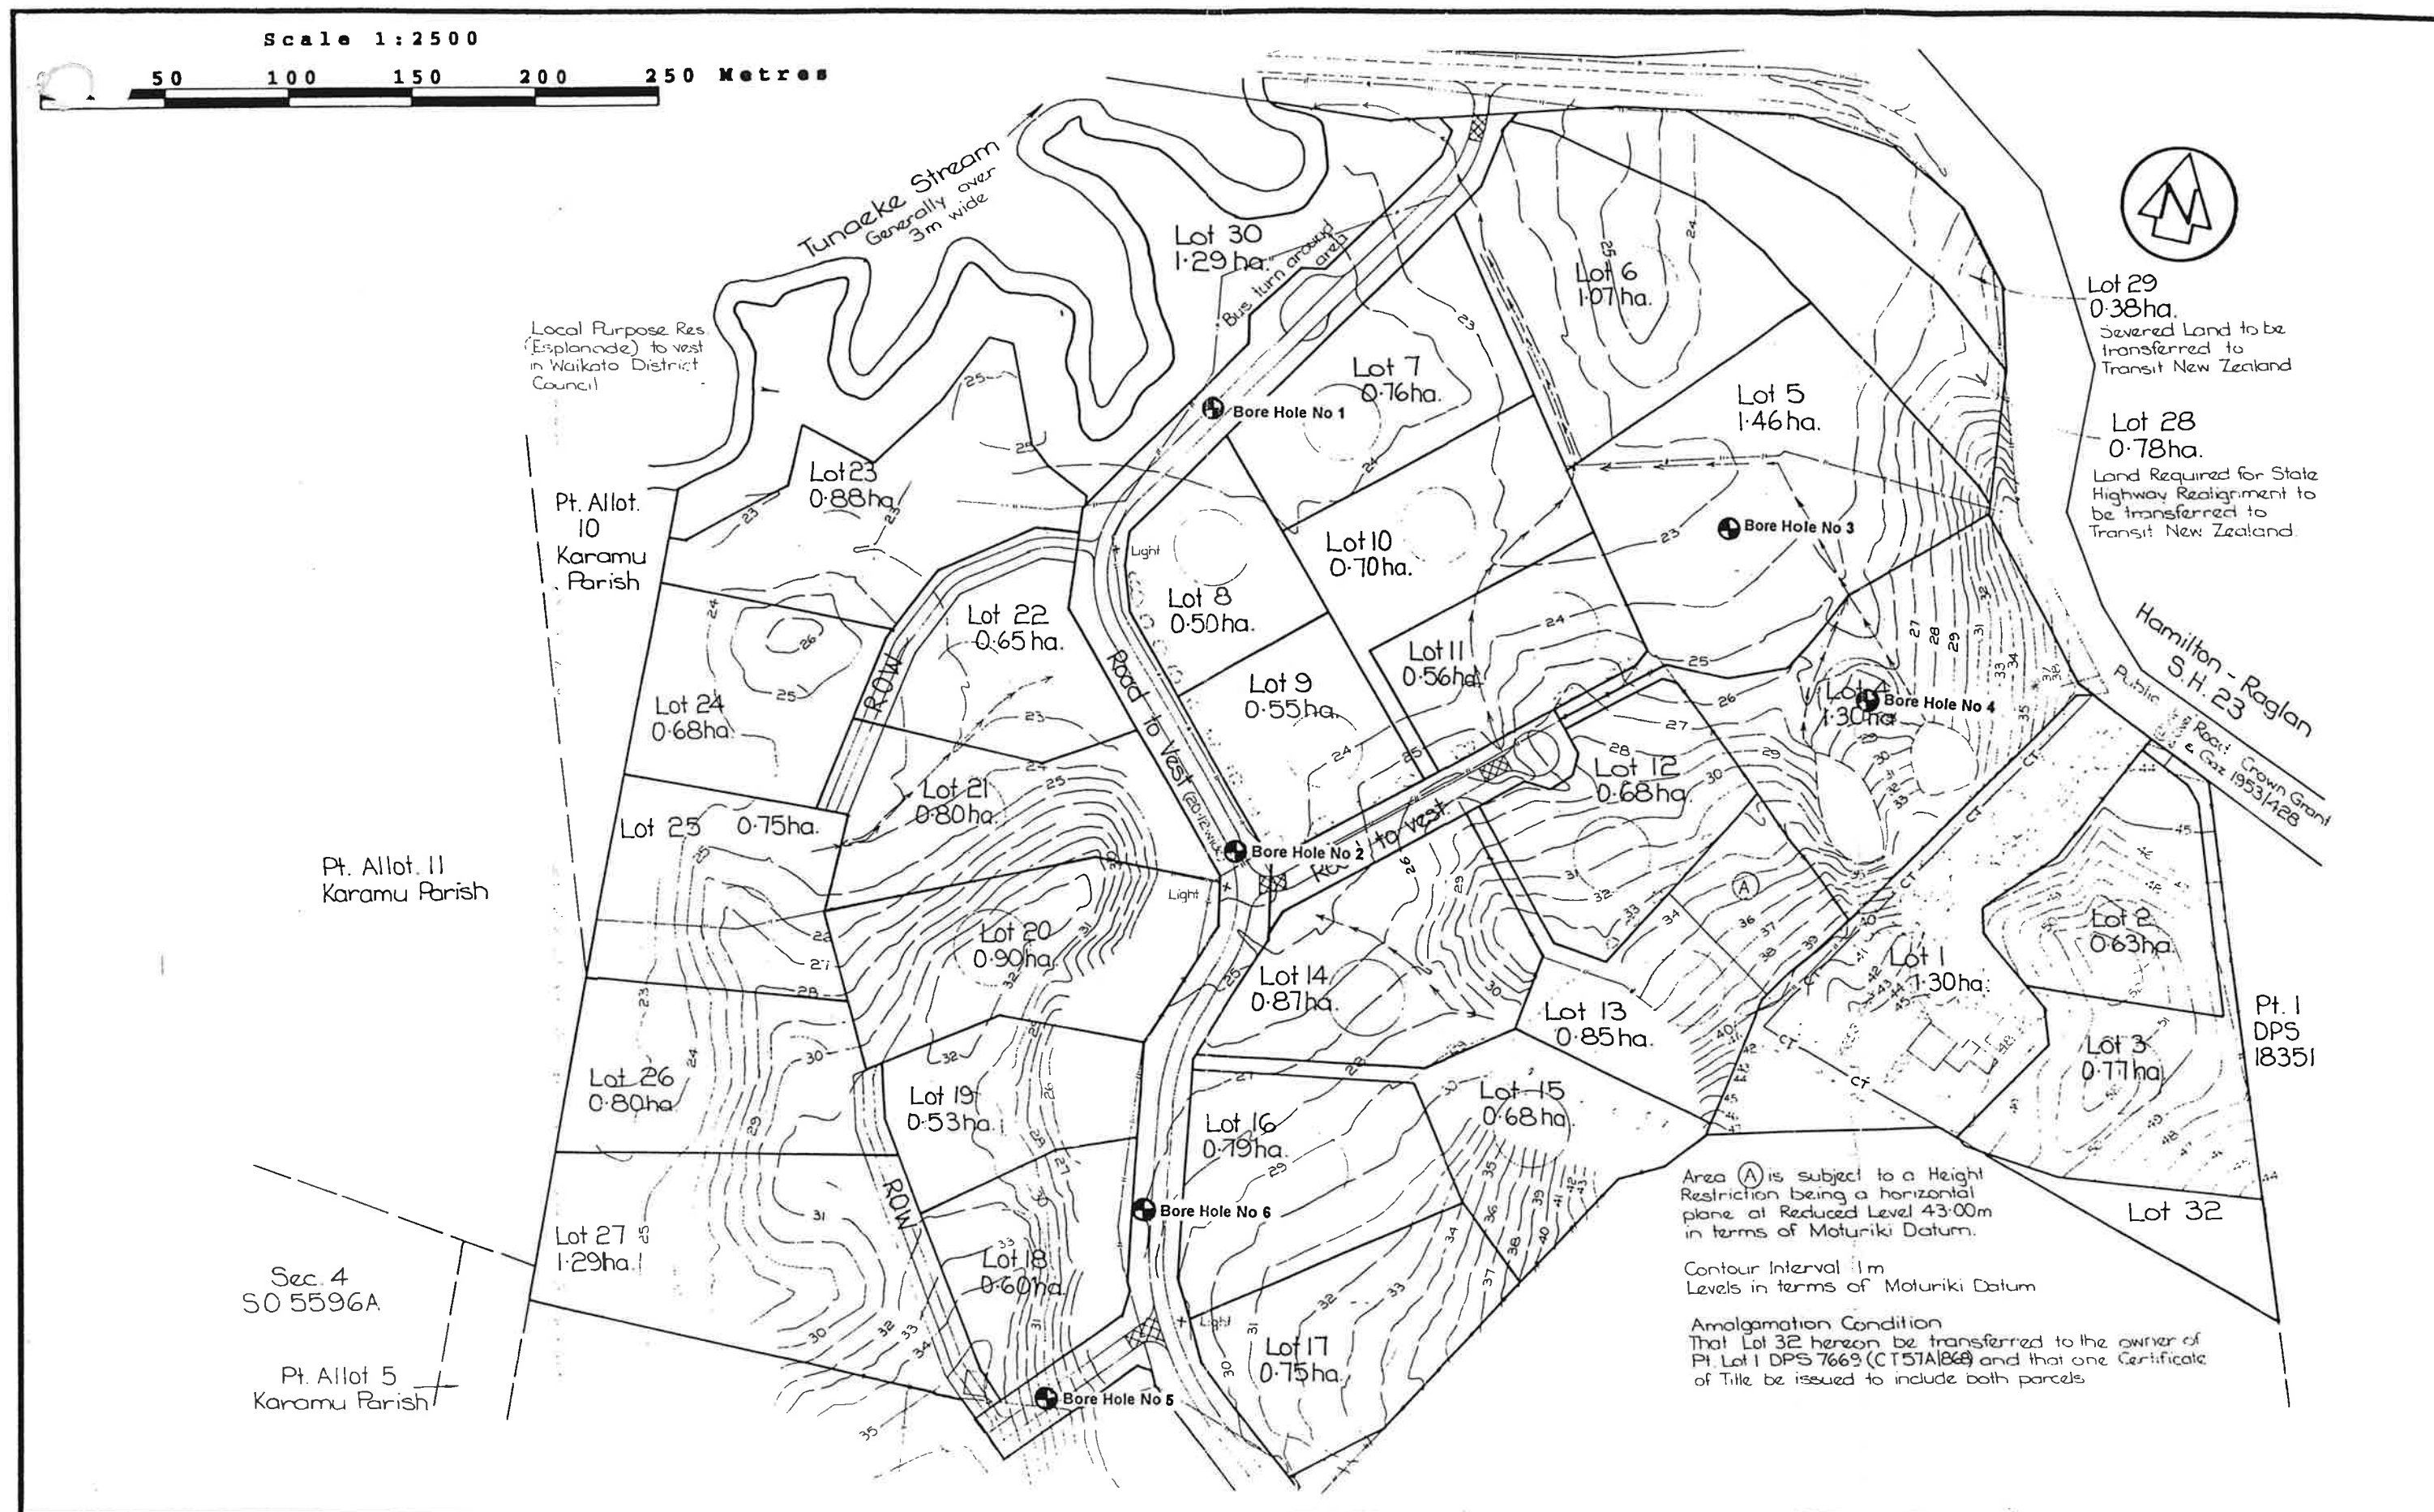 Scale 1:2500
50 100 150 200 250 Metres
Tunaeke Stream
Generally over
3m wide
Local Purpose Res.
(Esplanade) to vest
in Waikato District
Council
Lot 30
1·29 ha.
Bus turn around
area
N
Lot 6
1·07 ha.
Lot 29
0·38ha.
Severed Land to be
transferred to
Transit New Zealand
Lot 7
0·76ha.
Bore Hole No 1
Lot 5
1·46 ha.
Lot 28
0·78ha.
Land Required for State
Highway Realignment to
be transferred to
Transit New Zealand.
Lot 23
0·88ha
Pt. Allot.
10
Karamu
Parish
Light
Lot 10
0·70ha.
Bore Hole No 3
Lot 8
0·50ha.
Lot 22
0·65 ha.
Lot 11
0·56ha
Lot 9
0·55ha.
Lot 24
0·68ha.
ROW
Road to Vest (20·12 wide)
Lot 4
1·30ha
Bore Hole No 4
Hamilton - Raglan
S.H. 23
Public Road
Crown Grant
& Gaz 1953/428
Lot 12
0·68ha.
Lot 21
0·80ha.
Lot 25 0·75ha.
Bore Hole No 2
Road to vest
Light
Pt. Allot. 11
Karamu Parish
A
Lot 20
0·90ha
Lot 2
0·63ha
Lot 1
1·30ha.
Lot 14
0·87ha
Lot 13
0·85ha.
Pt. 1
DPS
18351
Lot 3
0·77ha
CT
CT
CT
CT
CT
CT
Lot 26
0·80ha
Lot 19
0·53ha.
Lot 15
0·68ha.
Lot 16
0·79ha.
ROW
Bore Hole No 6
Area (A) is subject to a Height
Restriction being a horizontal
plane at Reduced Level 43·00m
in terms of Moturiki Datum.
Lot 32
Lot 27
1·29ha.
Lot 18
0·60ha
Sec. 4
SO 5596A
Contour Interval 1m
Levels in terms of Moturiki Datum
Light
Lot 17
0·75ha.
Amalgamation Condition
That Lot 32 hereon be transferred to the owner of
Pt. Lot 1 DPS 7669 (CT57A/868) and that one Certificate
of Title be issued to include both parcels
Pt. Allot 5
Karamu Parish
Bore Hole No 5